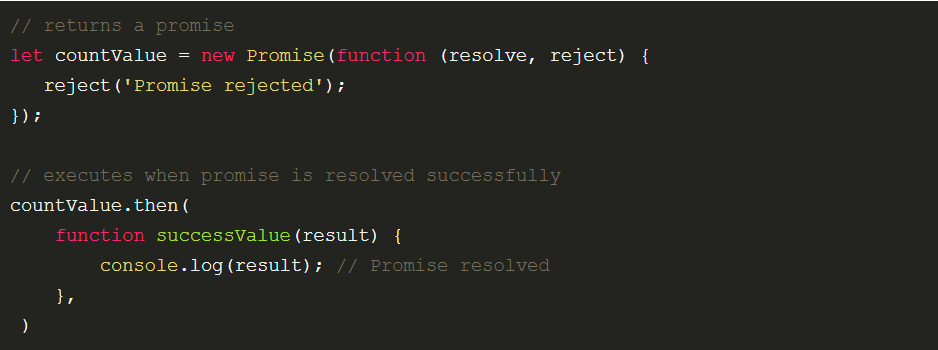 // returns a promise
let countValue = new Promise(function (resolve, reject) {
   reject('Promise rejected');
});

// executes when promise is resolved successfully
countValue.then(
    function successValue(result) {
        console.log(result); // Promise resolved
    },
 )